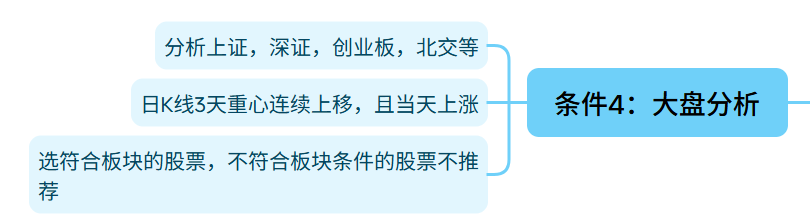 分析上证，深证，创业板，北交等
日K线3天重心连续上移，且当天上涨
选符合板块的股票，不符合板块条件的股票不推
荐
条件4：大盘分析